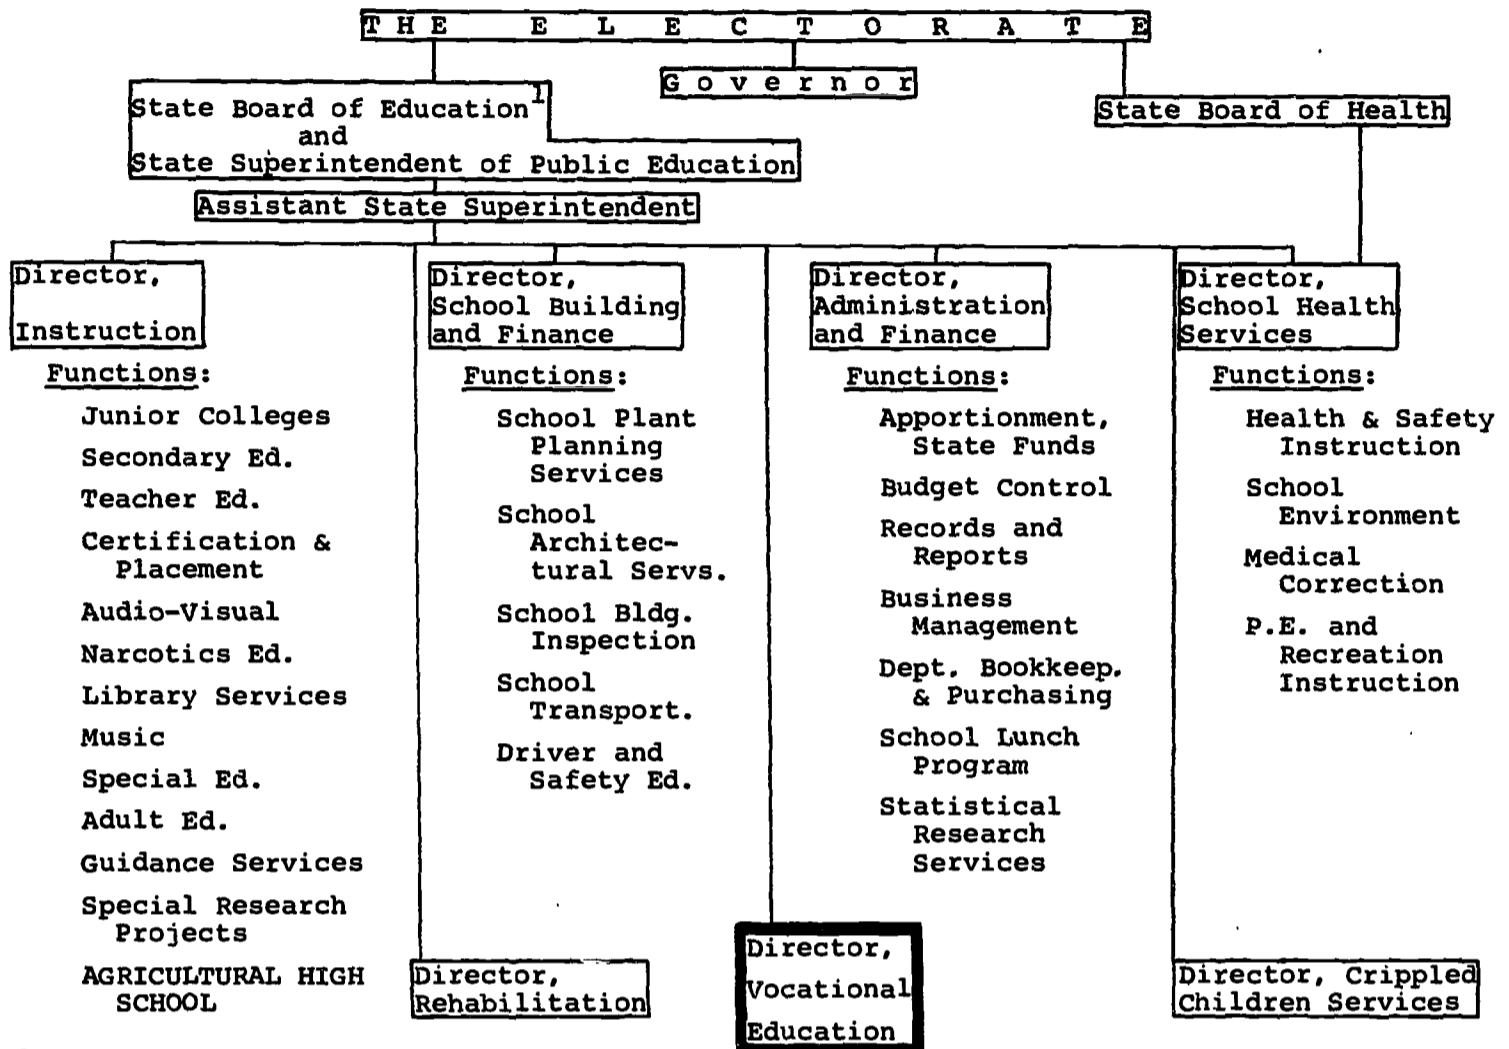 THE ELECTORATE
Governor
State Board of Education1
and
State Superintendent of Public Education
State Board of Health
Assistant State Superintendent
Director,
Instruction
Functions:
Junior Colleges
Secondary Ed.
Teacher Ed.
Certification &
Placement
Audio-Visual
Narcotics Ed.
Library Services
Music
Special Ed.
Adult Ed.
Guidance Services
Special Research
Projects
AGRICULTURAL HIGH
SCHOOL
Director,
School Building
and Finance
Functions:
School Plant
Planning
Services
School
Architec-
tural Servs.
School Bldg.
Inspection
School
Transport.
Driver and
Safety Ed.
Director,
Administration
and Finance
Functions:
Apportionment,
State Funds
Budget Control
Records and
Reports
Business
Management
Dept. Bookkeep.
& Purchasing
School Lunch
Program
Statistical
Research
Services
Director,
School Health
Services
Functions:
Health & Safety
Instruction
School
Environment
Medical
Correction
P.E. and
Recreation
Instruction
Director,
Rehabilitation
Director,
Vocational
Education
Director, Crippled
Children Services